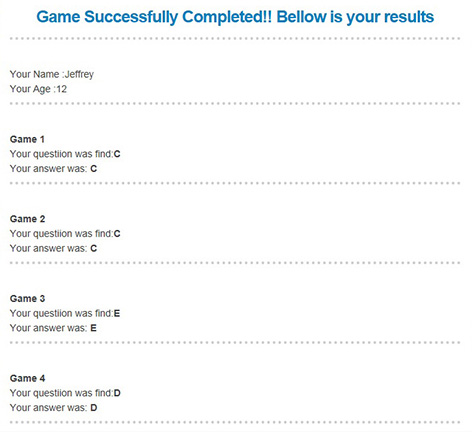 Game Successfully Completed!! Bellow is your results
Your Name :Jeffrey
Your Age :12
Game 1
Your questiion was find:C
Your answer was: C
Game 2
Your questiion was find:C
Your answer was: C
Game 3
Your questiion was find:E
Your answer was: E
Game 4
Your questiion was find:D
Your answer was: D